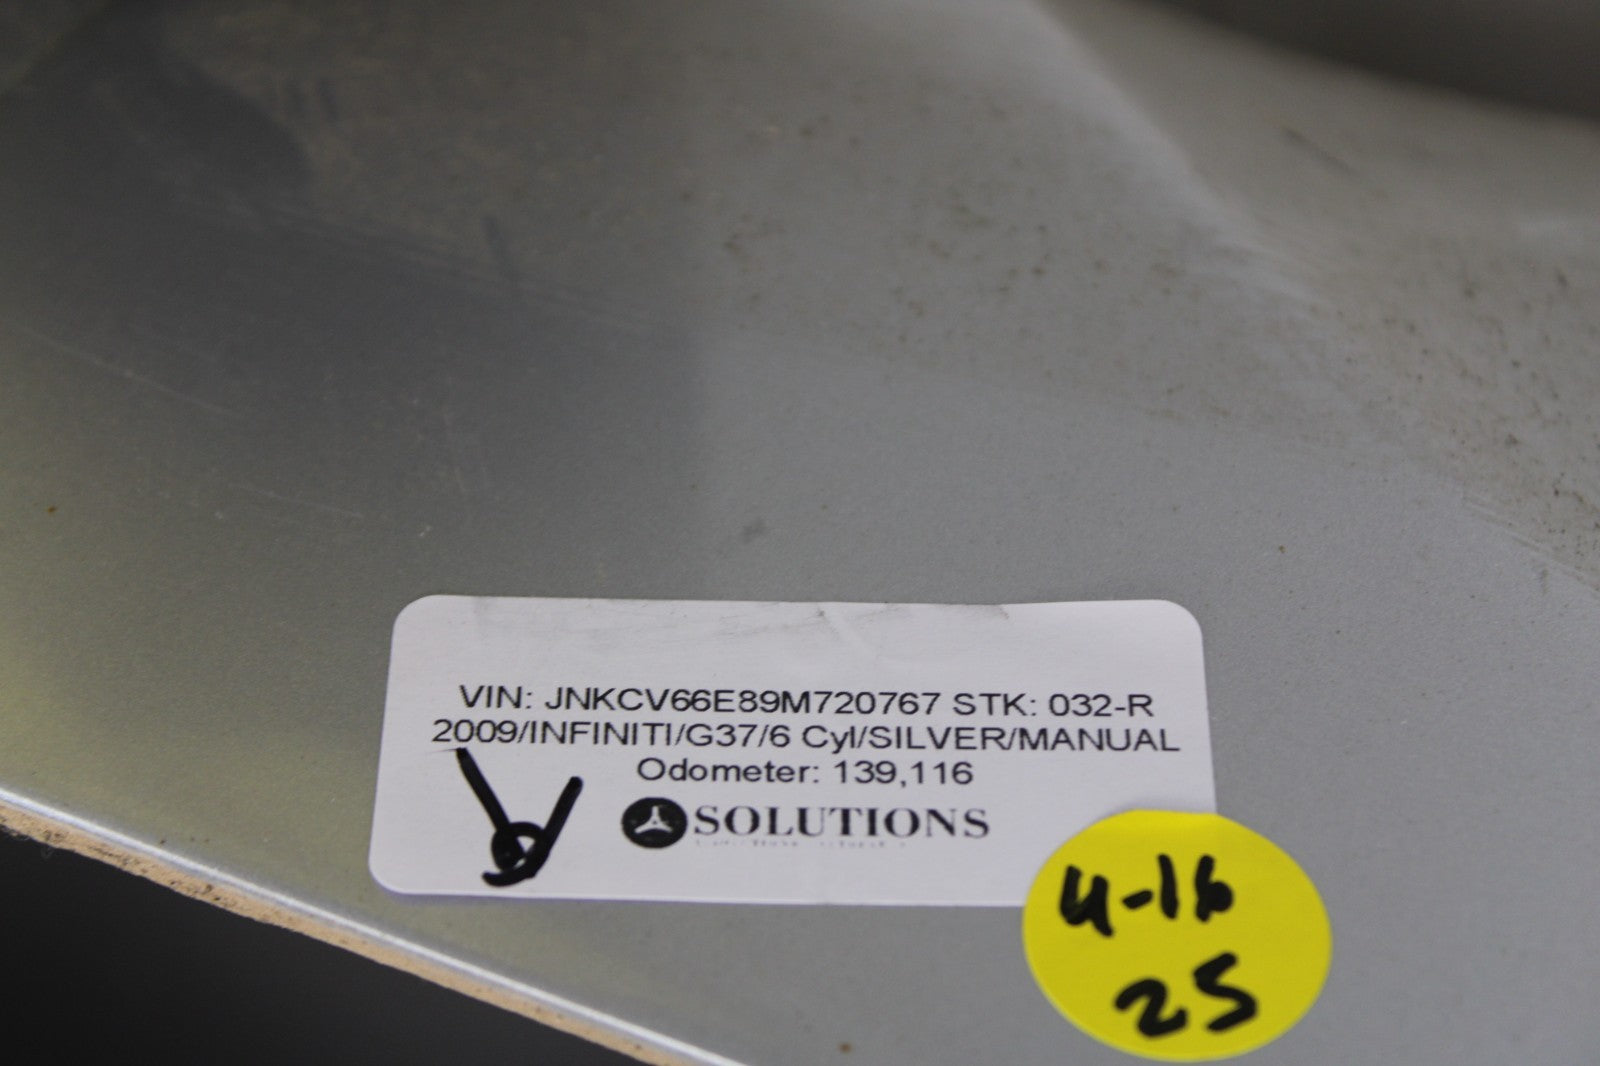 VIN: JNKCV66E89M720767 STK: 032-R
2009/INFINITI/G37/6 Cyl/SILVER/MANUAL
Odometer: 139,116
SOLUTIONS
4-16
25